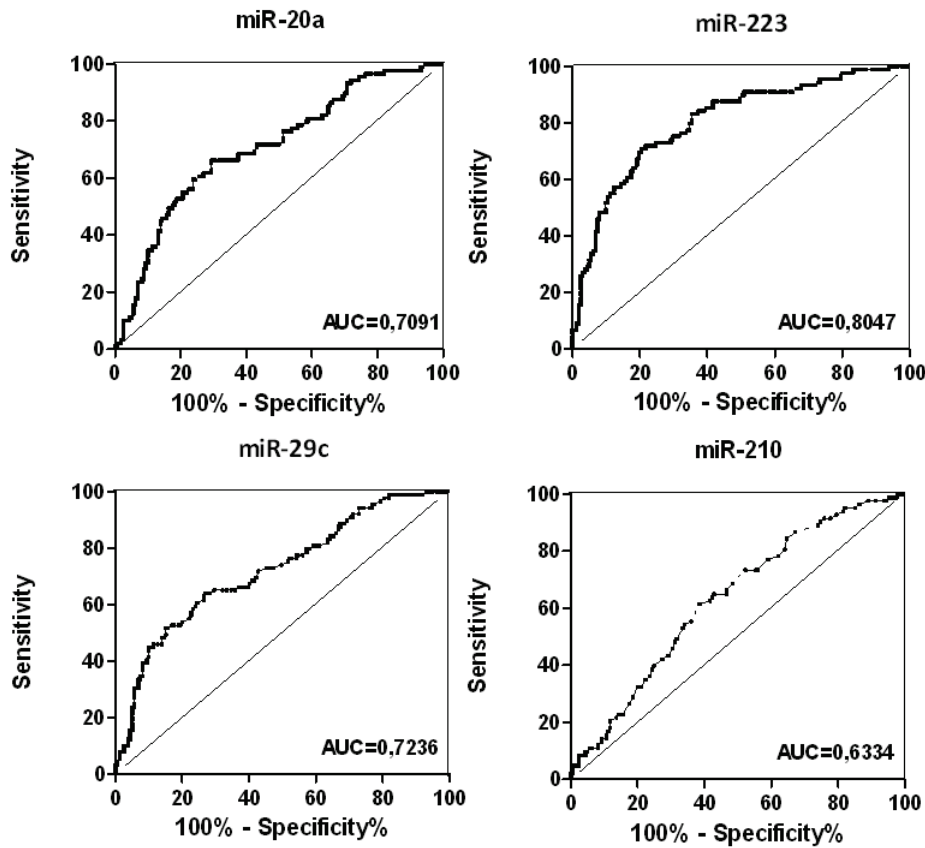 miR-20a
Sensitivity
100
80
60
40
20
0
AUC=0,7091
0 20 40 60 80 100
100% - Specificity%
miR-223
Sensitivity
100
80
60
40
20
0
AUC=0,8047
0 20 40 60 80 100
100% - Specificity%
miR-29c
Sensitivity
100
80
60
40
20
0
AUC=0,7236
0 20 40 60 80 100
100% - Specificity%
miR-210
Sensitivity
100
80
60
40
20
0
AUC=0,6334
0 20 40 60 80 100
100% - Specificity%